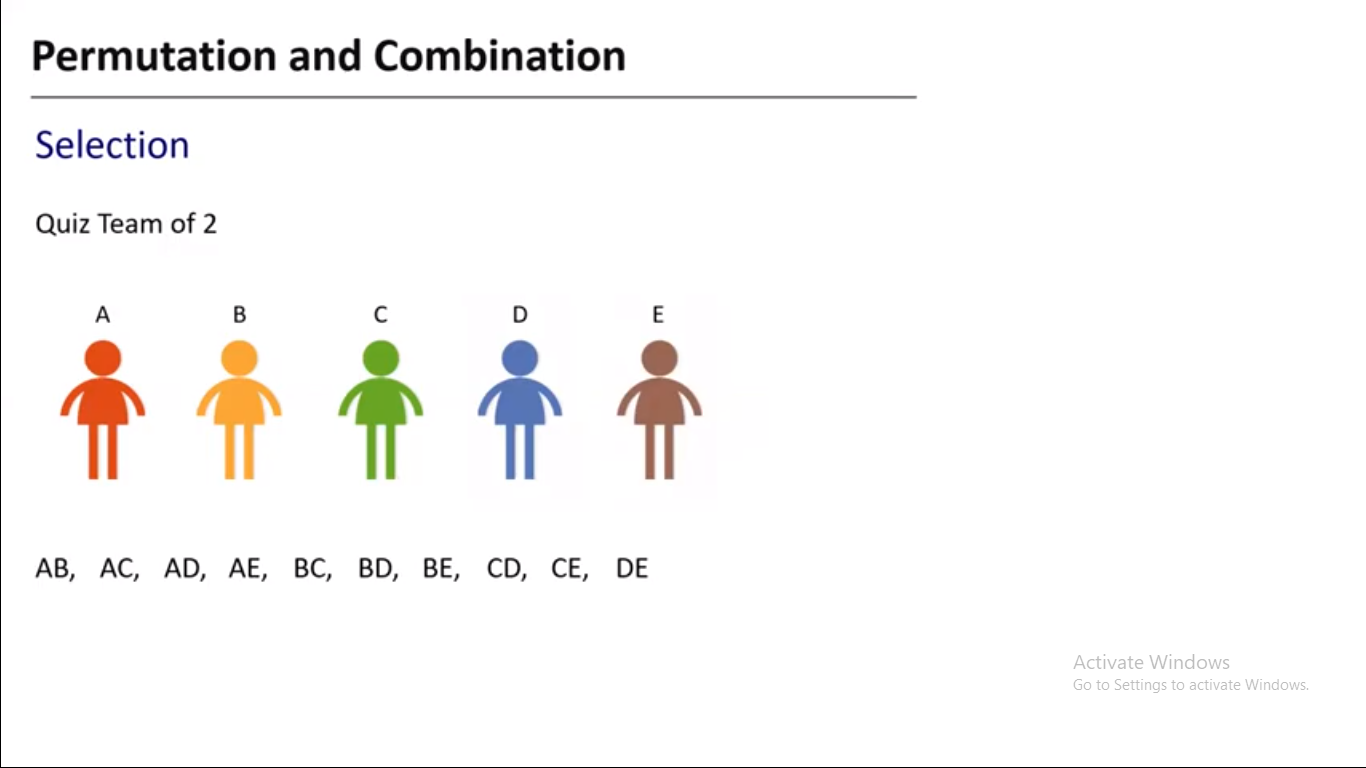 Permutation and Combination
Selection
Quiz Team of 2
A B C D E
AB, AC, AD, AE, BC, BD, BE, CD, CE, DE
Activate Windows
Go to Settings to activate Windows.